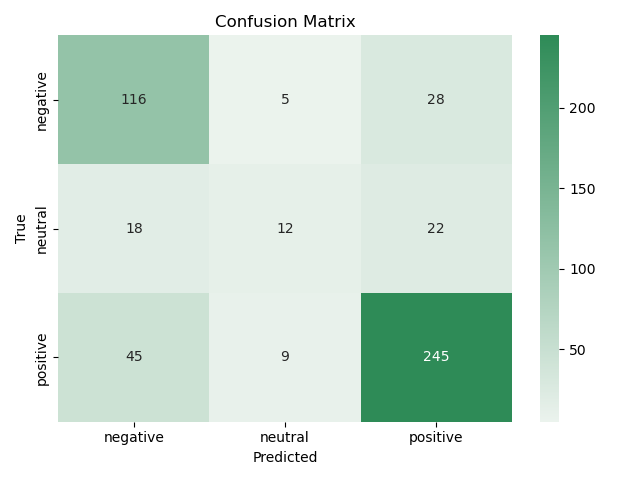 Confusion Matrix
True
negative
116 5 28
neutral
18 12 22
positive
45 9 245
negative neutral positive
Predicted
200
150
100
50